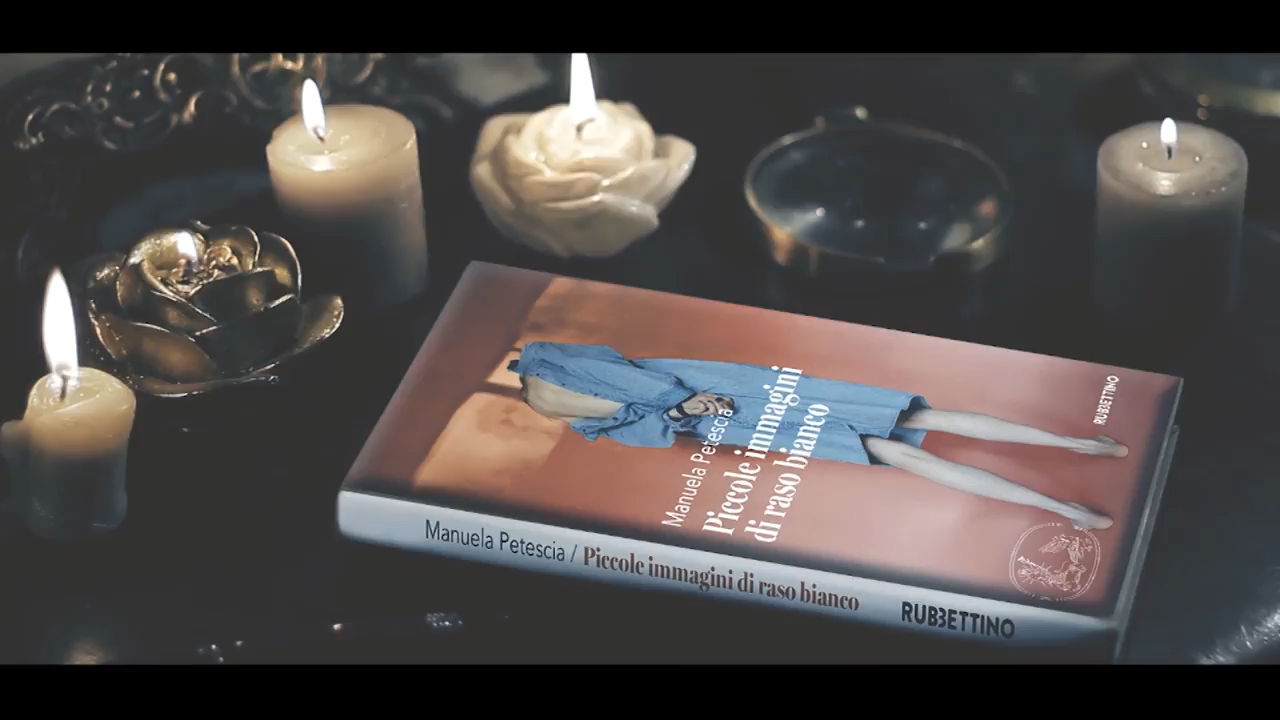 Manuela Petescia
Piccole immagini
di raso bianco
RUBBETTINO
Manuela Petescia / Piccole immagini di raso bianco RUBBETTINO